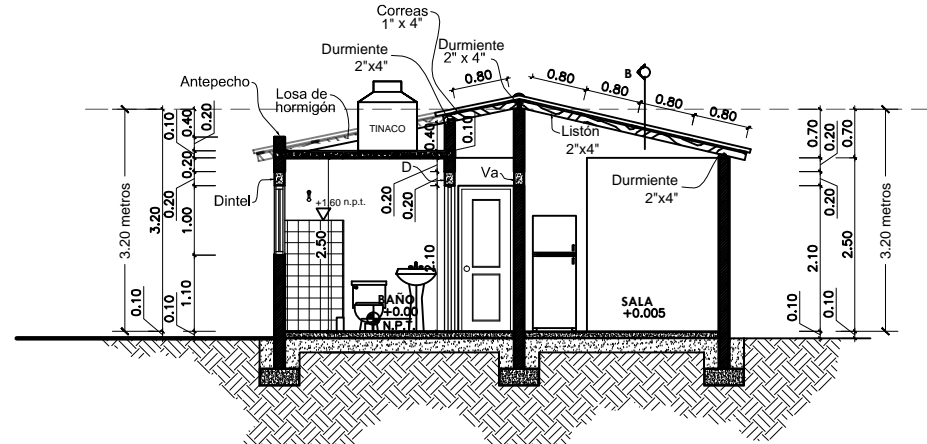 Correas
1" x 4"
Durmiente
2"x4"
Durmiente
2" x 4"
0.80
0.80
0.80
0.80
0.80
B
Antepecho
Losa de
hormigón
TINACO
0.40
0.10
Listón
2"x4"
Durmiente
2"x4"
3.20 metros
0.10
3.20
0.10
0.40
0.20
0.20
0.20
1.00
0.10
1.10
Dintel
+1.60 n.p.t.
2.50
D
0.20
0.20
2.10
Va
BAÑO
+0.00
N.P.T.
SALA
+0.005
0.70
0.20
0.70
0.20
2.10
2.50
0.10
0.10
3.20 metros